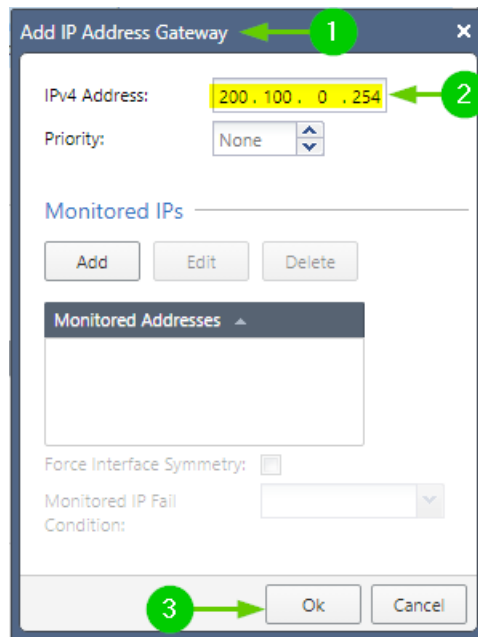 Add IP Address Gateway 1 ×
IPv4 Address: 200 . 100 . 0 . 254 2
Priority: None
Monitored IPs
Add Edit Delete
Monitored Addresses
Force Interface Symmetry:
Monitored IP Fail
Condition:
3 Ok Cancel